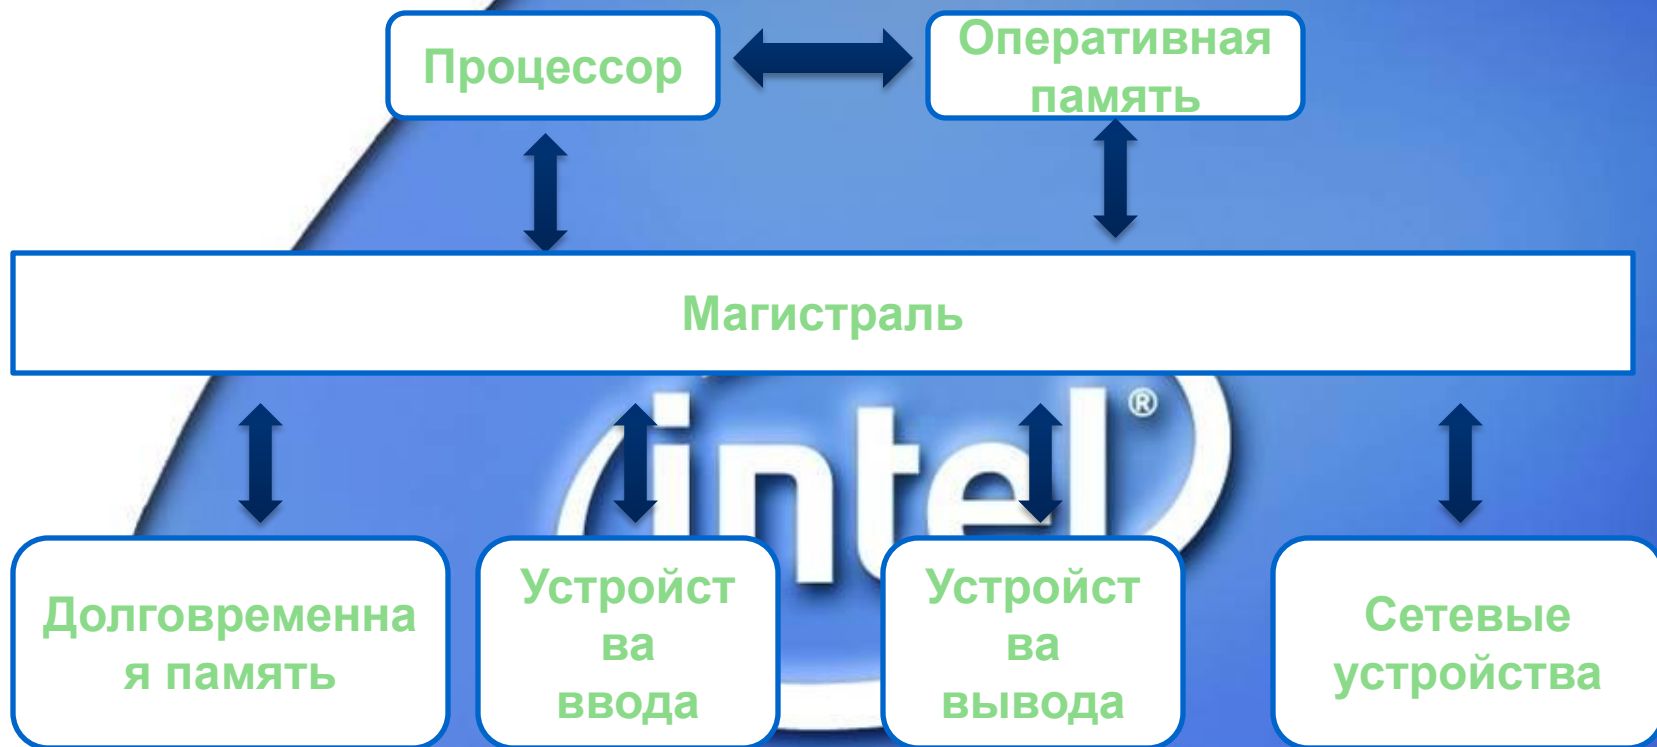 Процессор
Оперативная
память
Магистраль
intel®
Долговременна
я память
Устройст
ва
ввода
Устройст
ва
вывода
Сетевые
устройства